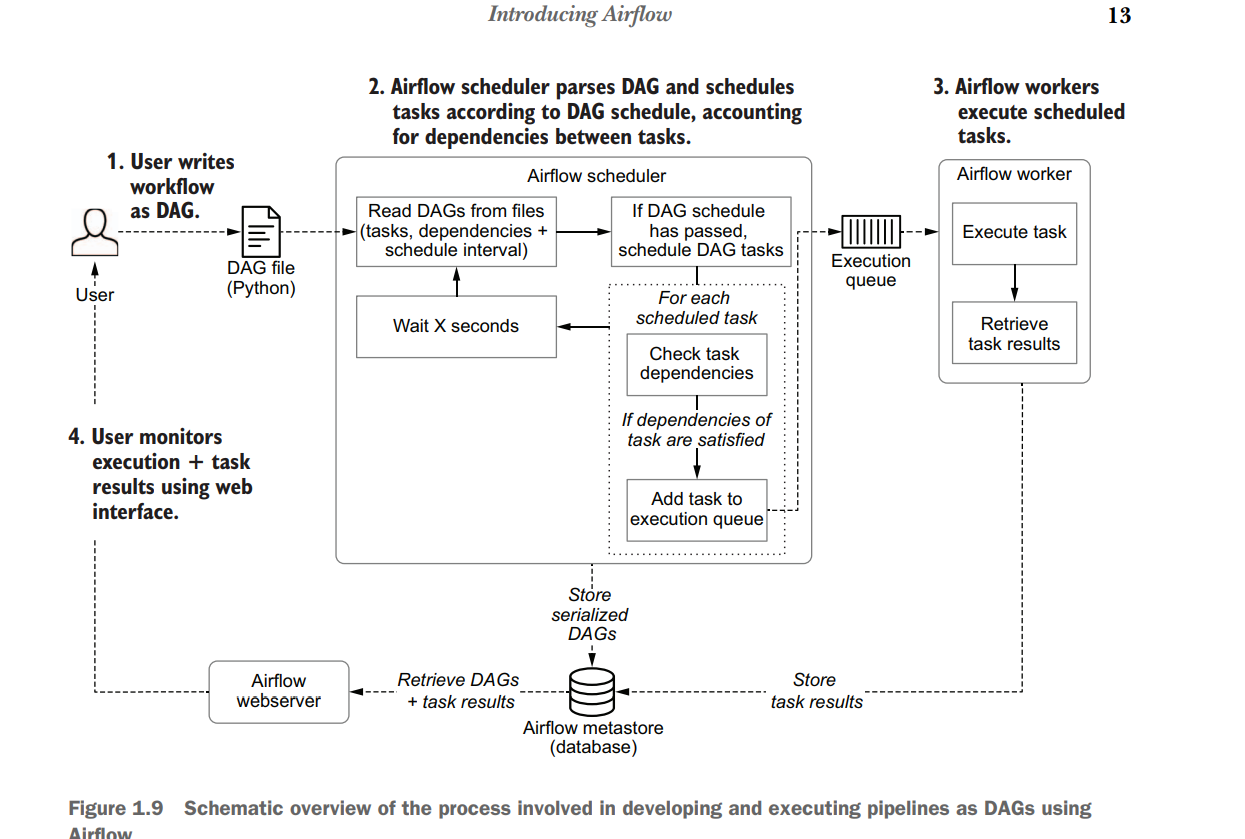 Introducing Airflow
13
2. Airflow scheduler parses DAG and schedules
tasks according to DAG schedule, accounting
for dependencies between tasks.
3. Airflow workers
execute scheduled
tasks.
1. User writes
workflow
as DAG.
User
DAG file
(Python)
Airflow scheduler
Read DAGs from files
(tasks, dependencies +
schedule interval)
If DAG schedule
has passed,
schedule DAG tasks
Wait X seconds
For each
scheduled task
Check task
dependencies
If dependencies of
task are satisfied
Add task to
execution queue
Execution
queue
Airflow worker
Execute task
Retrieve
task results
4. User monitors
execution + task
results using web
interface.
Store
serialized
DAGs
Airflow
webserver
Retrieve DAGs
+ task results
Store
task results
Airflow metastore
(database)
Figure 1.9 Schematic overview of the process involved in developing and executing pipelines as DAGs using
Airflow